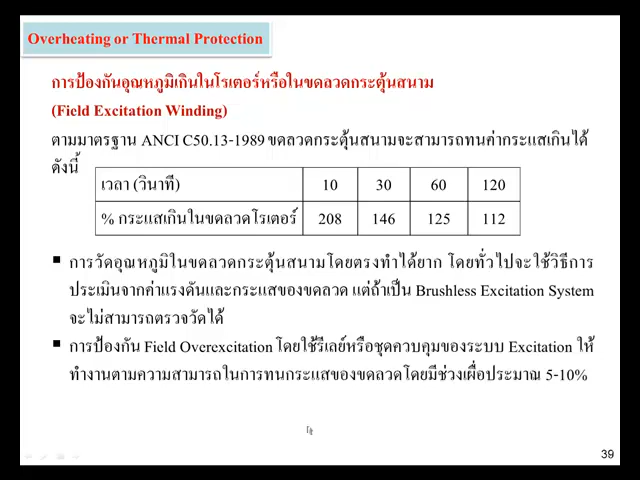 Overheating or Thermal Protection
การป้องกันอุณหภูมิเกินในโรเตอร์หรือในขดลวดกระตุ้นสนาม
(Field Excitation Winding)
ตามมาตรฐาน ANCI C50.13-1989 ขดลวดกระตุ้นสนามจะสามารถทนค่ากระแสเกินได้
ดังนี้
เวลา (วินาที) 10 30 60 120
% กระแสเกินในขดลวดโรเตอร์ 208 146 125 112
▪ การวัดอุณหภูมิในขดลวดกระตุ้นสนามโดยตรงทำได้ยาก โดยทั่วไปจะใช้วิธีการ
ประเมินจากค่าแรงดันและกระแสของขดลวด แต่ถ้าเป็น Brushless Excitation System
จะไม่สามารถตรวจวัดได้
▪ การป้องกัน Field Overexcitation โดยใช้รีเลย์หรือชุดควบคุมของระบบ Excitation ให้
ทำงานตามความสามารถในการทนกระแสของขดลวดโดยมีช่วงเผื่อประมาณ 5-10%
39